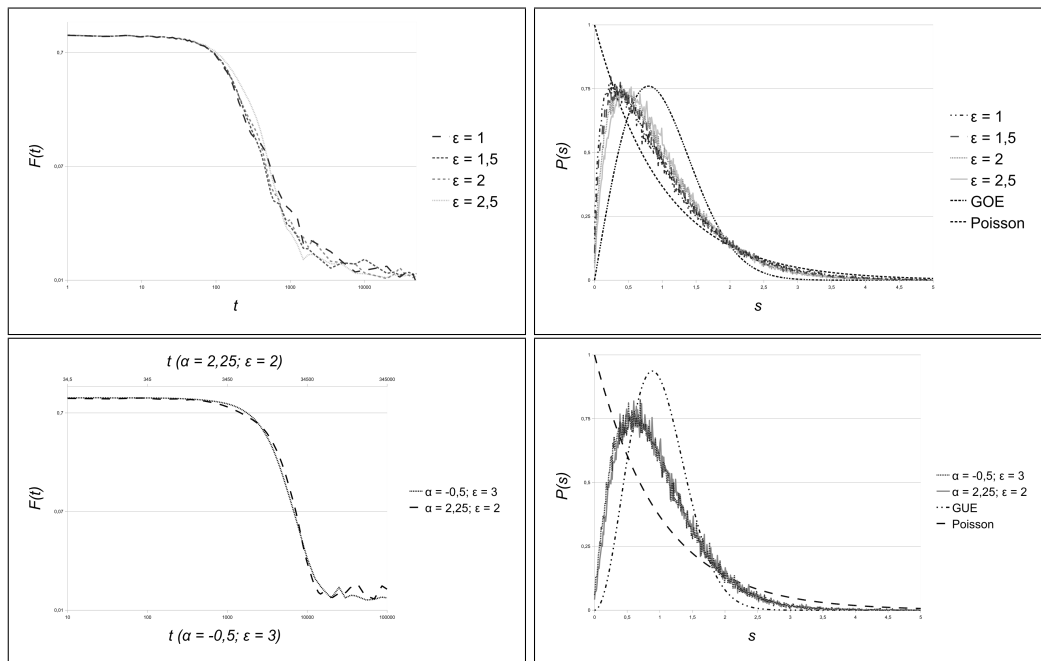 0,7
0,07
0,01
F(t)
1
10
100
1000
10000
t
ε = 1
ε = 1,5
ε = 2
ε = 2,5
1
0,75
0,5
0,25
0
P(s)
0
0,5
1
1,5
2
2,5
3
3,5
4
4,5
5
s
ε = 1
ε = 1,5
ε = 2
ε = 2,5
GOE
Poisson
t (α = 2,25; ε = 2)
34,5
345
3450
34500
345000
0,7
0,07
0,01
F(t)
10
100
1000
10000
100000
t (α = -0,5; ε = 3)
α = -0,5; ε = 3
α = 2,25; ε = 2
1
0,75
0,5
0,25
0
P(s)
0
0,5
1
1,5
2
2,5
3
3,5
4
4,5
5
s
α = -0,5; ε = 3
α = 2,25; ε = 2
GUE
Poisson